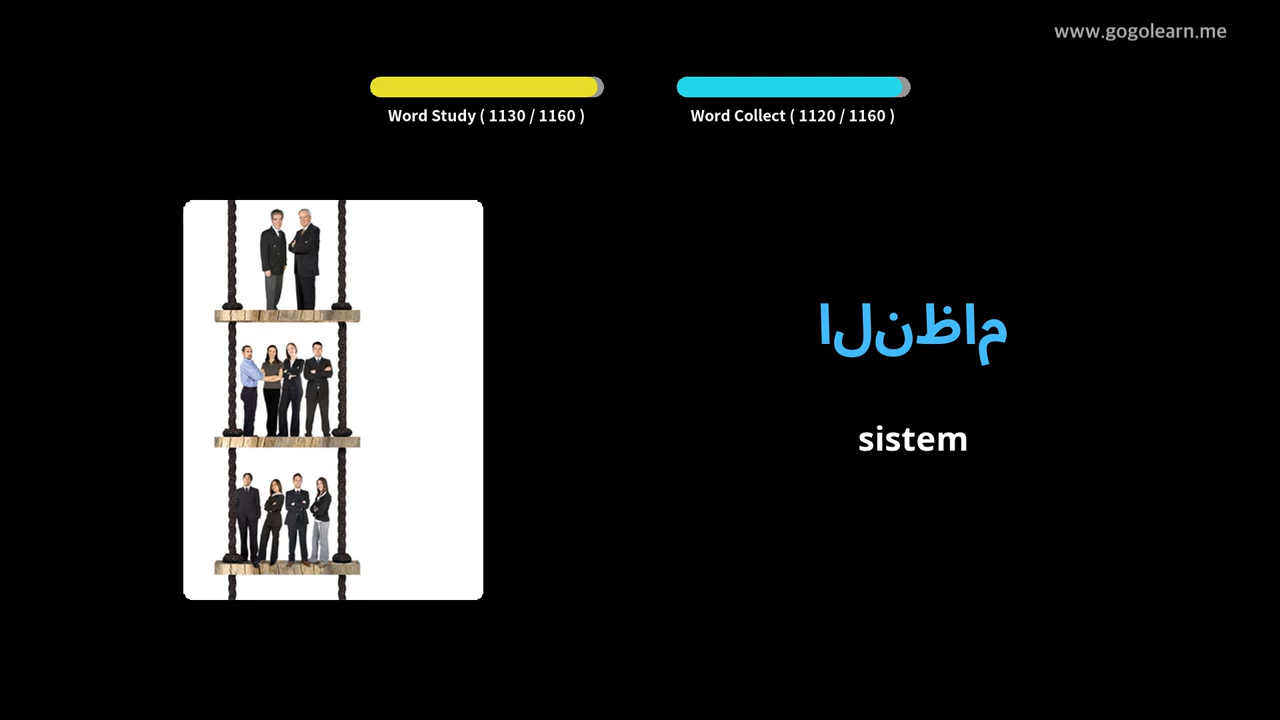 www.gogolearn.me
Word Study ( 1130 / 1160 )
Word Collect ( 1120 / 1160 )
النظام
sistem